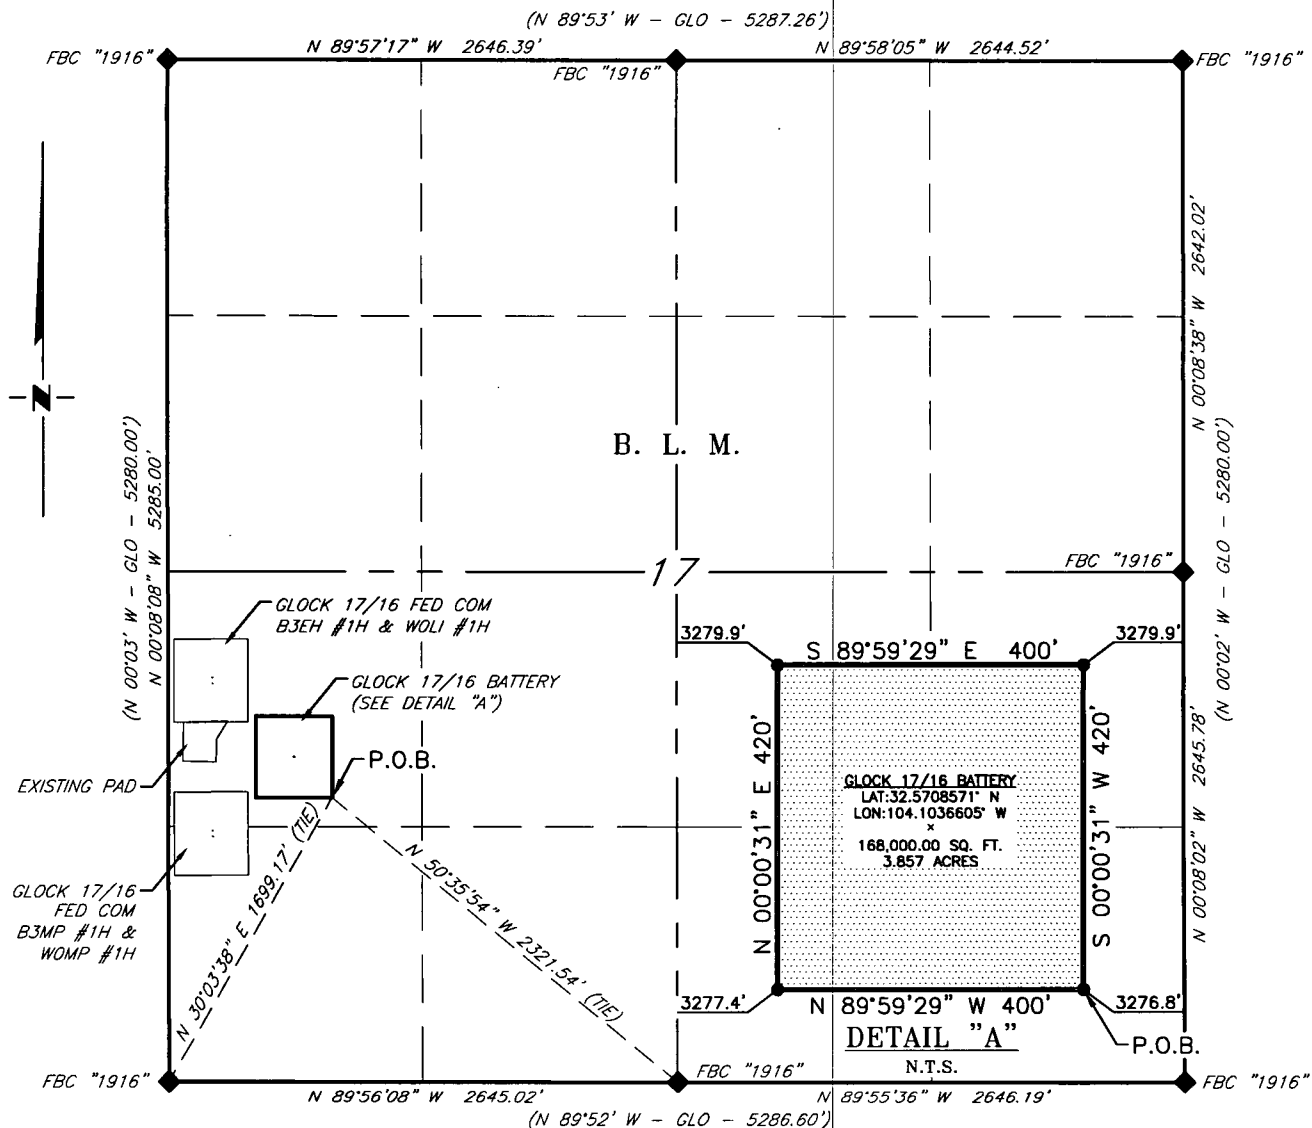 (N 89°53' W - GLO - 5287.26')
N 89°57'17" W 2646.39'
N 89°58'05" W 2644.52'
FBC "1916"
FBC "1916"
FBC "1916"
N 00°08'38" W 2642.02'
N
B. L. M.
(N 00°03' W - GLO - 5280.00')
N 00°08'08" W 5285.00'
(N 00°02' W - GLO - 5280.00')
17
FBC "1916"
GLOCK 17/16 FED COM
B3EH #1H & WOLI #1H
GLOCK 17/16 BATTERY
(SEE DETAIL "A")
P.O.B.
EXISTING PAD
GLOCK 17/16
FED COM
B3MP #1H &
WOMP #1H
N 30°03'38" E 1699.17' (TIE)
N 50°35'54" W 2321.54' (TIE)
3279.9'
3279.9'
S 89°59'29" E 400'
N 00°00'31" E 420'
S 00°00'31" W 420'
GLOCK 17/16 BATTERY
LAT:32.5708571° N
LON:104.1036605° W
x
168,000.00 SQ. FT.
3.857 ACRES
N 00°08'02" W 2645.78'
3277.4'
3276.8'
N 89°59'29" W 400'
DETAIL "A"
N.T.S.
P.O.B.
FBC "1916"
FBC "1916"
FBC "1916"
N 89°56'08" W 2645.02'
N 89°55'36" W 2646.19'
(N 89°52' W - GLO - 5286.60')